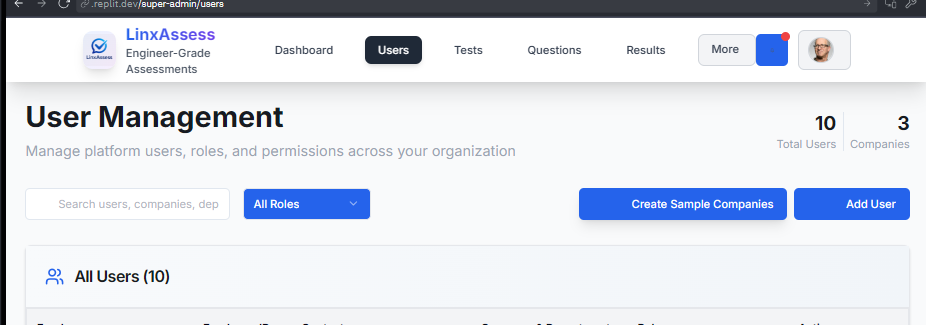 .replit.dev/super-admin/users
LinxAssess
LinxAssess
Engineer-Grade
Assessments
Dashboard
Users
Tests
Questions
Results
More
User Management
Manage platform users, roles, and permissions across your organization
10
Total Users
3
Companies
Search users, companies, dep
All Roles
Create Sample Companies
Add User
All Users (10)